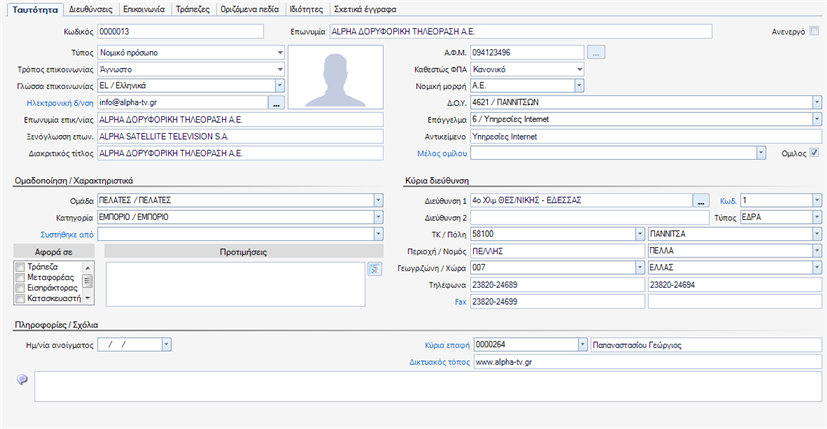 Ταυτότητα Διευθύνσεις Επικοινωνία Τράπεζες Οριζόμενα πεδία Ιδιότητες Σχετικά έγγραφα
Κωδικός 0000013 Επωνυμία ALPHA ΔΟΡΥΦΟΡΙΚΗ ΤΗΛΕΟΡΑΣΗ Α.Ε. Ανενεργό
Τύπος Νομικό πρόσωπο Α.Φ.Μ. 094123496 ...
Τρόπος επικοινωνίας Άγνωστο Καθεστώς ΦΠΑ Κανονικό
Γλώσσα επικοινωνίας EL / Ελληνικά Νομική μορφή Α.Ε.
Ηλεκτρονική δ/νση info@alpha-tv.gr ... Δ.Ο.Υ. 4621 / ΓΙΑΝΝΙΤΣΩΝ
Επωνυμία επικ/νίας ALPHA ΔΟΡΥΦΟΡΙΚΗ ΤΗΛΕΟΡΑΣΗ Α.Ε. Επάγγελμα 6 / Υπηρεσίες Internet
Ξενόγλωσση επων. ALPHA SATELLITE TELEVISION S.A. Αντικείμενο Υπηρεσίες Internet
Διακριτικός τίτλος ALPHA ΔΟΡΥΦΟΡΙΚΗ ΤΗΛΕΟΡΑΣΗ Α.Ε. Μέλος ομίλου Ομιλος
Ομαδοποίηση / Χαρακτηριστικά Κύρια διεύθυνση
Ομάδα ΠΕΛΑΤΕΣ / ΠΕΛΑΤΕΣ Διεύθυνση 1 4ο Χλμ ΘΕΣ/ΝΙΚΗΣ - ΕΔΕΣΣΑΣ ... Κωδ. 1
Κατηγορία ΕΜΠΟΡΙΟ / ΕΜΠΟΡΙΟ Διεύθυνση 2 Τύπος ΕΔΡΑ
Συστήθηκε από ΤΚ / Πόλη 58100 ΓΙΑΝΝΙΤΣΑ
Αφορά σε Προτιμήσεις Περιοχή / Νομός ΠΕΛΛΗΣ ΠΕΛΛΑ
Τράπεζα Γεωγρ.ζώνη / Χώρα 007 ΕΛΛΑΣ
Μεταφορέας
Εισπράκτορας Τηλέφωνα 23820-24689 23820-24694
Κατασκευαστή Fax 23820-24699
Πληροφορίες / Σχόλια
Ημ/νία ανοίγματος / / Κύρια επαφή 0000264 Παπαναστασίου Γεώργιος
Δικτυακός τόπος www.alpha-tv.gr